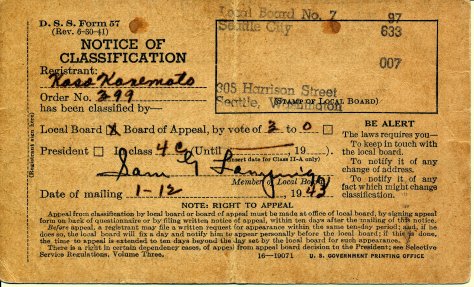 D. S. S. Form 57
(Rev. 6-30-41)
NOTICE OF
CLASSIFICATION
Local Board No. 7 97
Seattle City 633
007
305 Harrison Street
Seattle, Washington
(STAMP OF LOCAL BOARD)
Registrant:
Kaso Karemoto
Order No. 399
has been classified by—
Local Board X Board of Appeal, by vote of 3 to 0
President in class 4C (Until 19 )
(Insert date for Class II-A only)
Sam G.
Member of Local Board
Date of mailing 1-12, 1943
(Registrant must sign here)
BE ALERT
The laws requires you—
To keep in touch with
the local board.
To notify it of any
change of address.
To notify it of any
fact which might change
classification.
NOTE: RIGHT TO APPEAL
Appeal from classification by local board or board of appeal must be made at office of local board, by signing appeal
form on back of questionnaire or by filing written notice of appeal, within ten days after the mailing of this notice.
Before appeal, a registrant may file a written request for appearance within the same ten-day period; and, if he
does so, the local board will fix a day and notify him to appear personally before the local board; if this is done,
the time to appeal is extended to ten days beyond the day set by the local board for such appearance.
There is a right in certain dependency cases, of appeal from appeal board decision to the President; see Selective
Service Regulations, Volume Three.
16—19071 U. S. GOVERNMENT PRINTING OFFICE